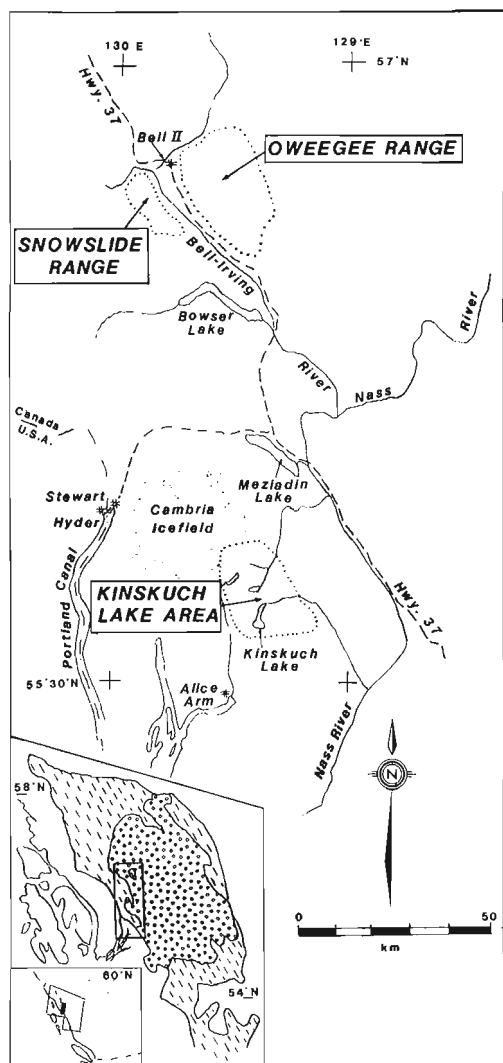 130 E
129°E
57°N
Hwy. 37
Bell II
OWEEGEE RANGE
SNOWSLIDE
RANGE
Bell-Irving
River
Bowser
Lake
River
Nass
Canada
U.S.A.
Stewart
Hyder
Cambria
Icefield
Meziadin
Lake
Portland Canal
KINSKUCH
LAKE AREA
Hwy. 37
Kinskuch
Lake
55°30'N
Alice
Arm
Nass River
N
58°N
54°N
60°N
0
50
km